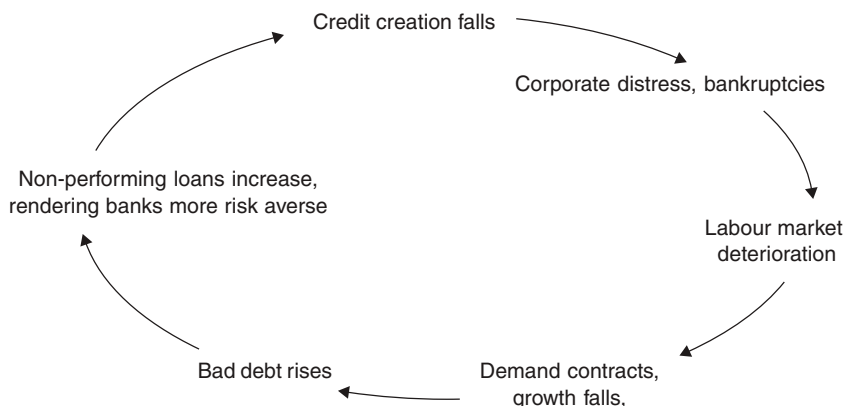 Credit creation falls
Corporate distress, bankruptcies
Labour market
deterioration
Demand contracts,
growth falls,
Bad debt rises
Non-performing loans increase,
rendering banks more risk averse